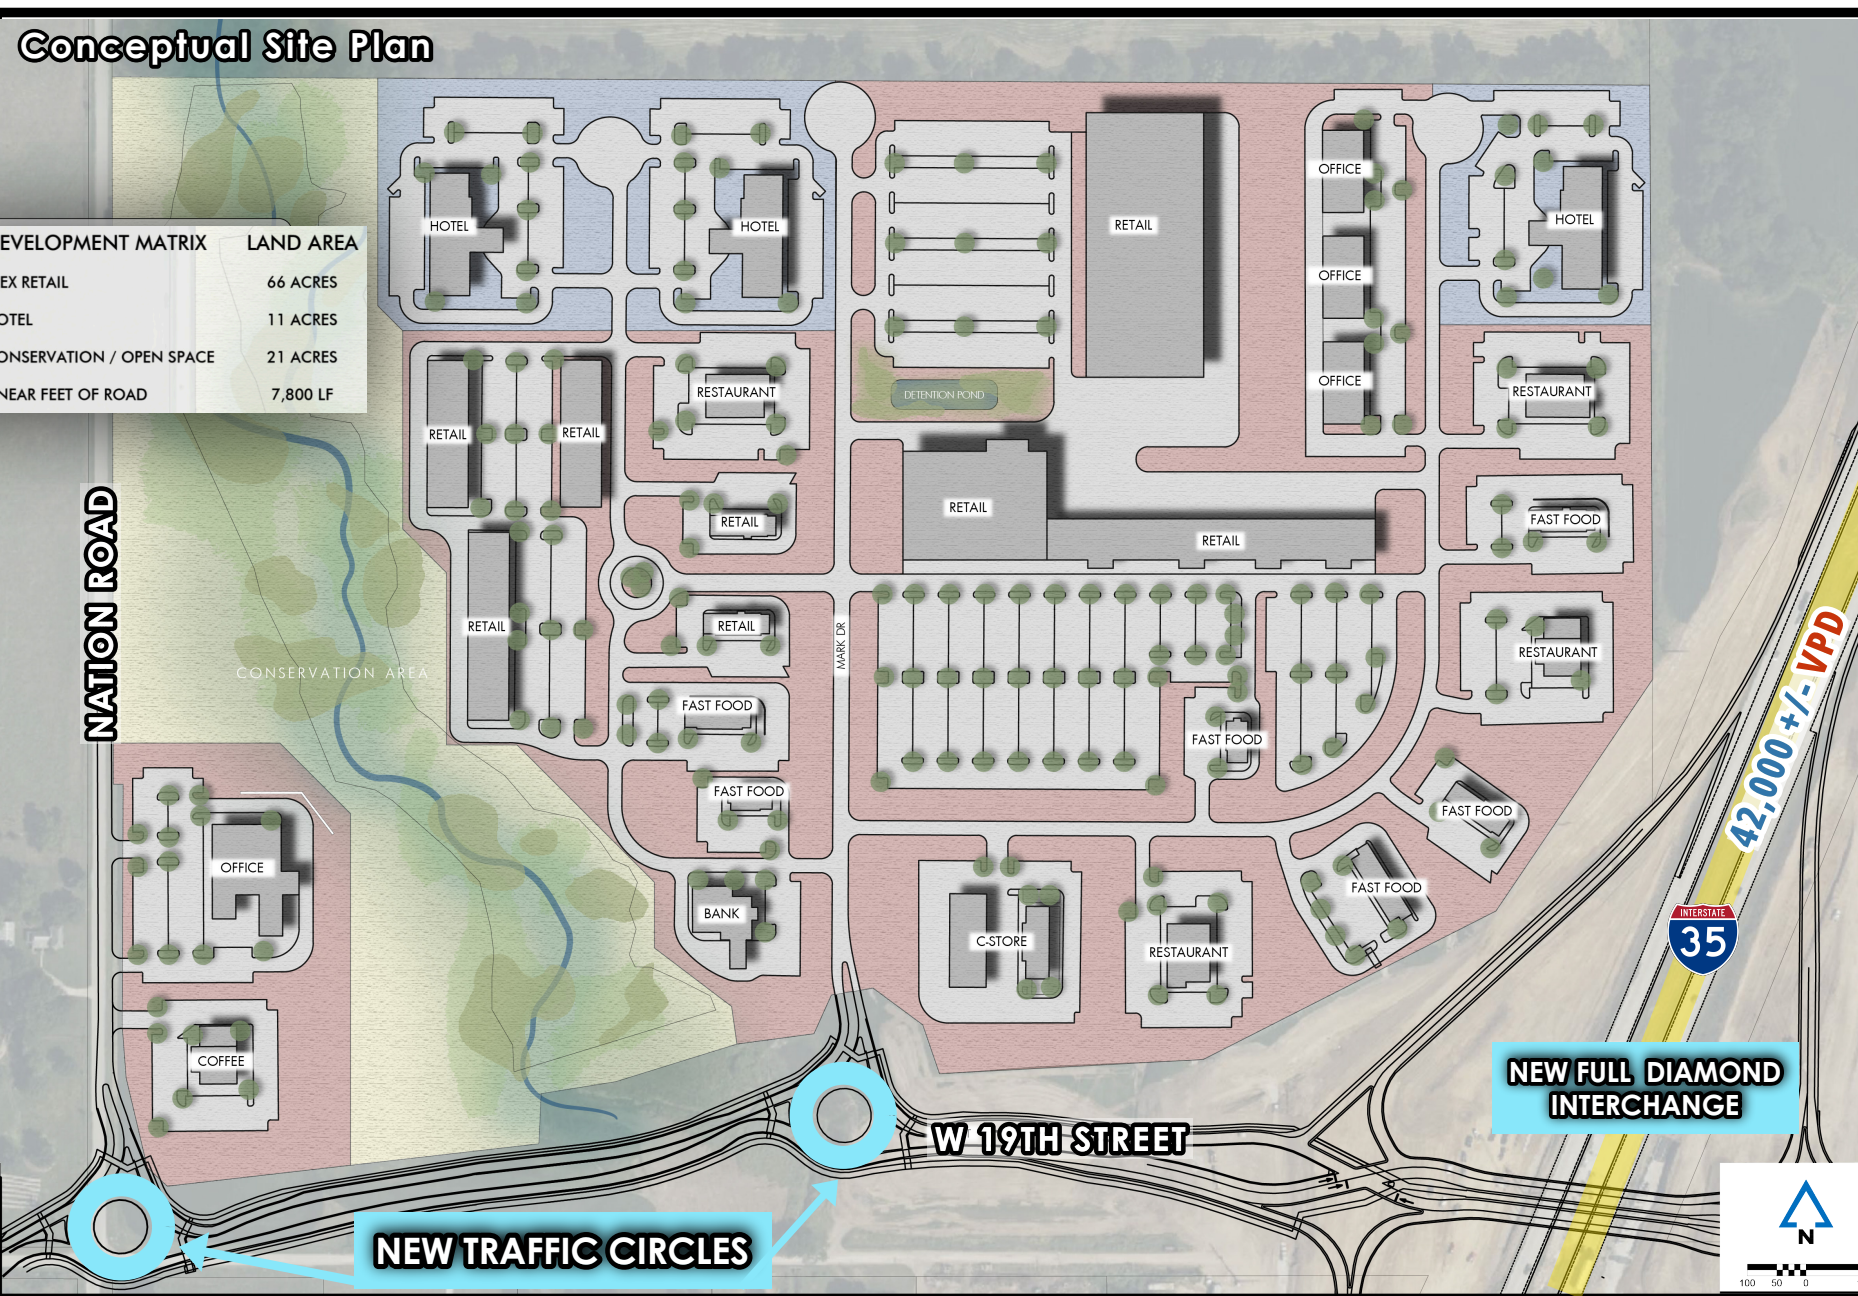 Conceptual Site Plan
EVELOPMENT MATRIX LAND AREA
EX RETAIL 66 ACRES
OTEL 11 ACRES
ONSERVATION / OPEN SPACE 21 ACRES
NEAR FEET OF ROAD 7,800 LF
HOTEL
HOTEL
RETAIL
OFFICE
OFFICE
OFFICE
HOTEL
RETAIL
RETAIL
RESTAURANT
DETENTION POND
RESTAURANT
RETAIL
RETAIL
RETAIL
FAST FOOD
NATION ROAD
RETAIL
RETAIL
MARK DR
RESTAURANT
CONSERVATION AREA
FAST FOOD
FAST FOOD
42,000 +/- VPD
FAST FOOD
FAST FOOD
OFFICE
BANK
C-STORE
RESTAURANT
FAST FOOD
INTERSTATE
35
COFFEE
NEW FULL DIAMOND
INTERCHANGE
W 19TH STREET
NEW TRAFFIC CIRCLES
N
100 50 0